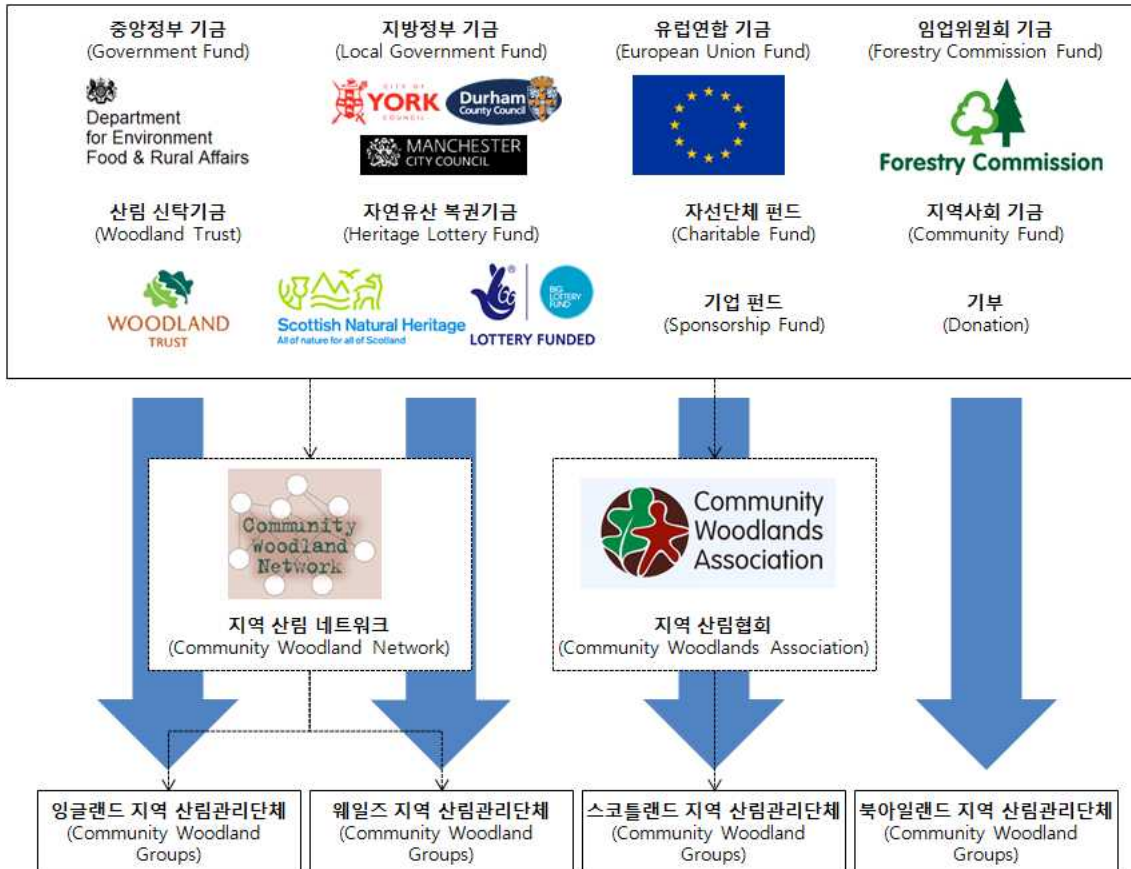 중앙정부 기금
(Government Fund)
지방정부 기금
(Local Government Fund)
유럽연합 기금
(European Union Fund)
임업위원회 기금
(Forestry Commission Fund)
Department
for Environment
Food & Rural Affairs
CITY OF
YORK
COUNCIL
Durham
County Council
MANCHESTER
CITY COUNCIL
Forestry Commission
산림 신탁기금
(Woodland Trust)
자연유산 복권기금
(Heritage Lottery Fund)
자선단체 펀드
(Charitable Fund)
지역사회 기금
(Community Fund)
WOODLAND
TRUST
Scottish Natural Heritage
All of nature for all of Scotland
BIG
LOTTERY
FUND
LOTTERY FUNDED
기업 펀드
(Sponsorship Fund)
기부
(Donation)
Community
Woodland
Network
지역 산림 네트워크
(Community Woodland Network)
Community
Woodlands
Association
지역 산림협회
(Community Woodlands Association)
잉글랜드 지역 산림관리단체
(Community Woodland
Groups)
웨일즈 지역 산림관리단체
(Community Woodland
Groups)
스코틀랜드 지역 산림관리단체
(Community Woodland
Groups)
북아일랜드 지역 산림관리단체
(Community Woodland
Groups)